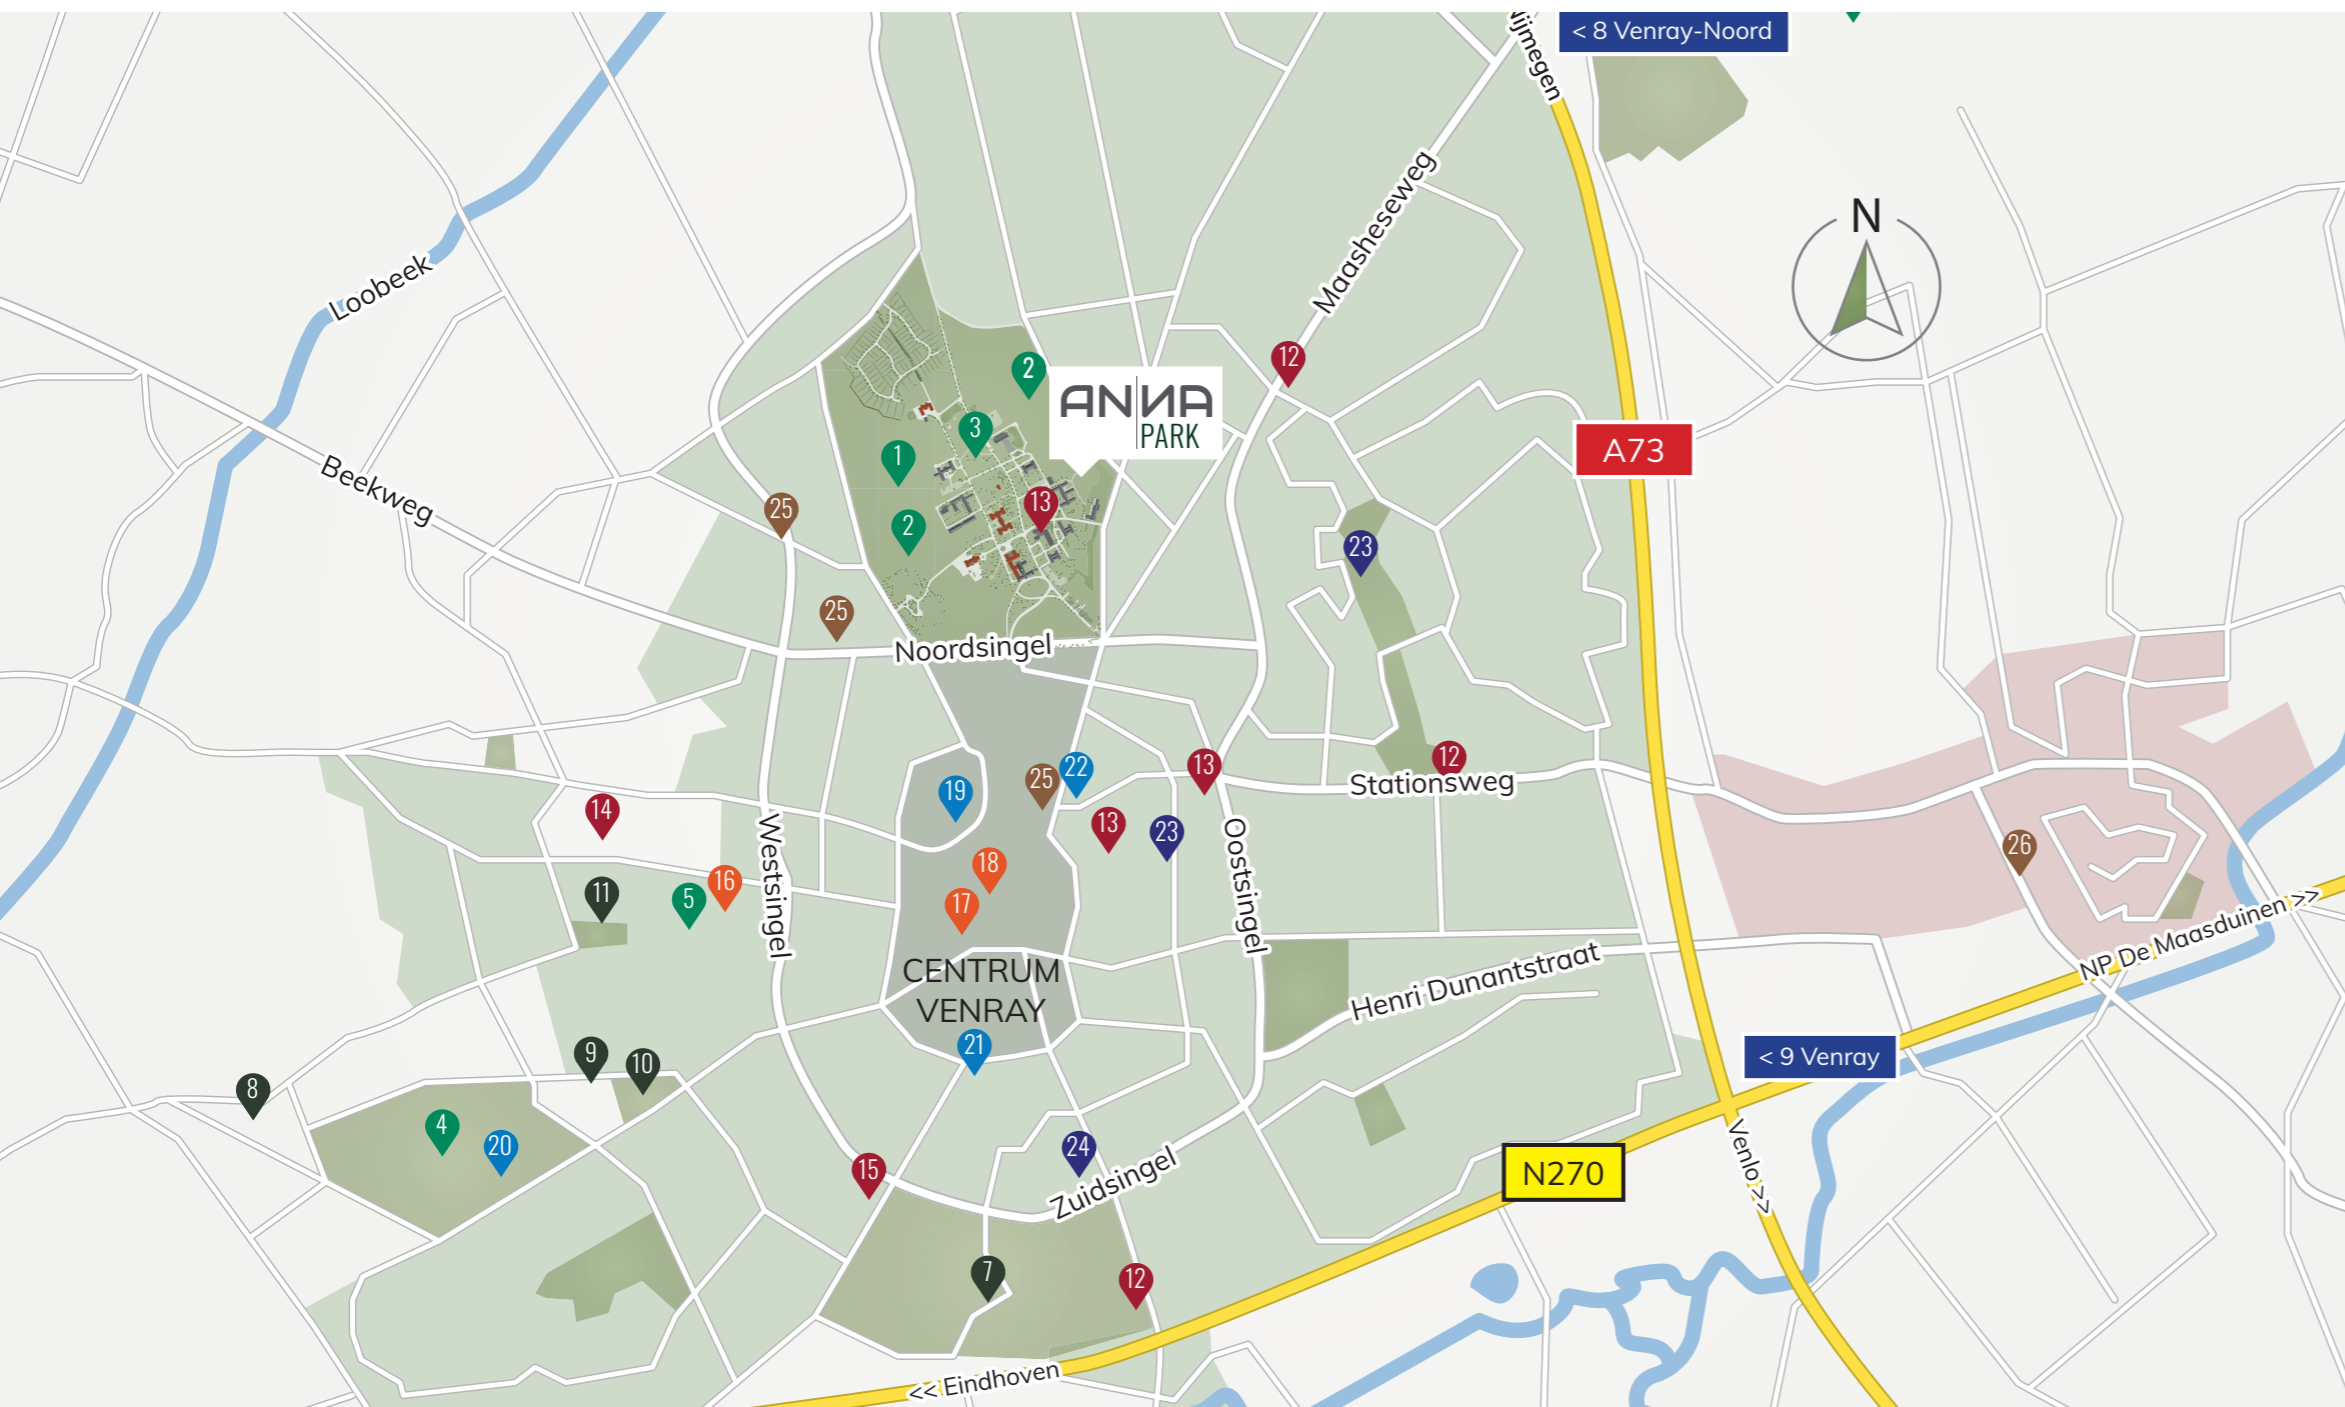 < 8 Venray-Noord
Nijmegen
N
Maasheseweg
Loobeek
12
2
ANNA
PARK
3
1
A73
Beekweg
13
25
2
23
25
Noordsingel
12
13
22
25
19
Stationsweg
14
13
23
26
Westsingel
Oostsingel
18
16
11
5
17
NP De Maasduinen >>
CENTRUM
VENRAY
Henri Dunantstraat
21
9
10
< 9 Venray
8
4
20
24
15
Zuidsingel
N270
Venlo >>
7
12
<< Eindhoven